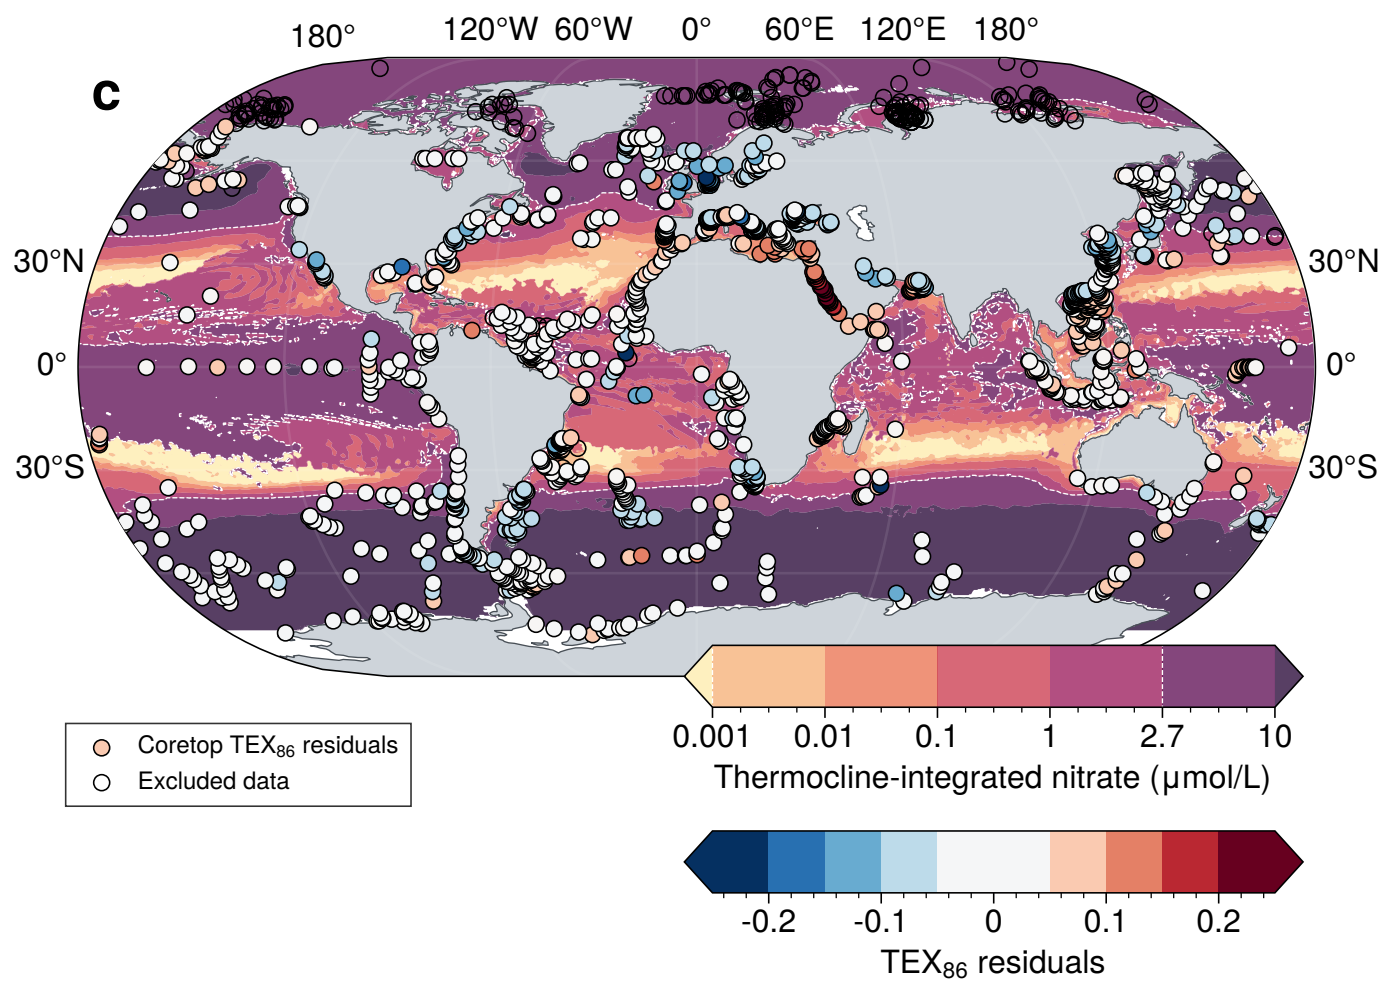 180° 120°W 60°W 0° 60°E 120°E 180°
c
30°N 30°N
0° 0°
30°S 30°S
0.001 0.01 0.1 1 2.7 10
Thermocline-integrated nitrate (µmol/L)
Coretop TEX₈₆ residuals
Excluded data
-0.2 -0.1 0 0.1 0.2
TEX₈₆ residuals